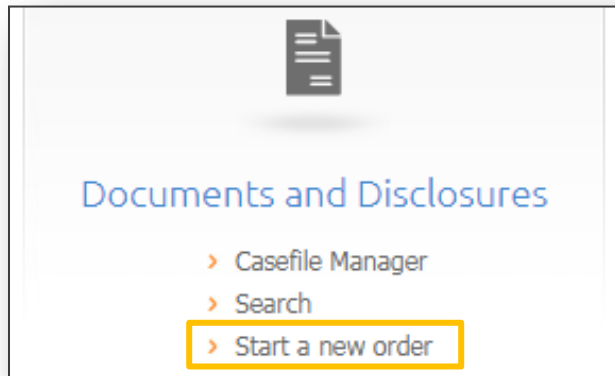 Documents and Disclosures
Casefile Manager
Search
Start a new order